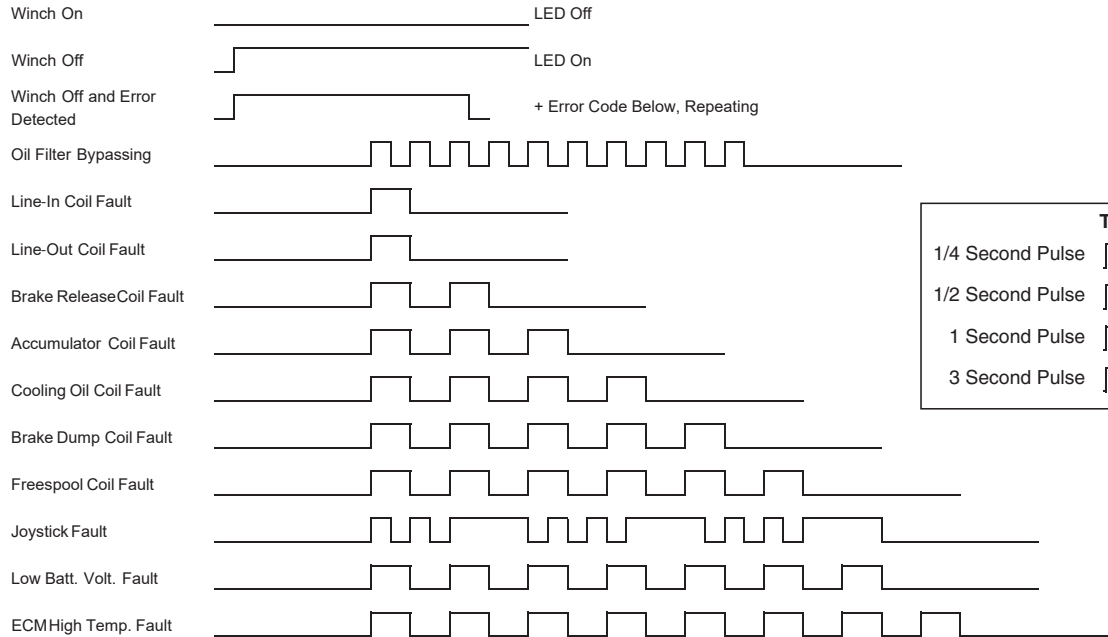 Winch On
LED Off
Winch Off
LED On
Winch Off and Error
Detected
+ Error Code Below, Repeating
Oil Filter Bypassing
Line-In Coil Fault
Line-Out Coil Fault
Brake ReleaseCoil Fault
Accumulator Coil Fault
Cooling Oil Coil Fault
Brake Dump Coil Fault
Freespool Coil Fault
Joystick Fault
Low Batt. Volt. Fault
ECM High Temp. Fault
T
1/4 Second Pulse
1/2 Second Pulse
1 Second Pulse
3 Second Pulse